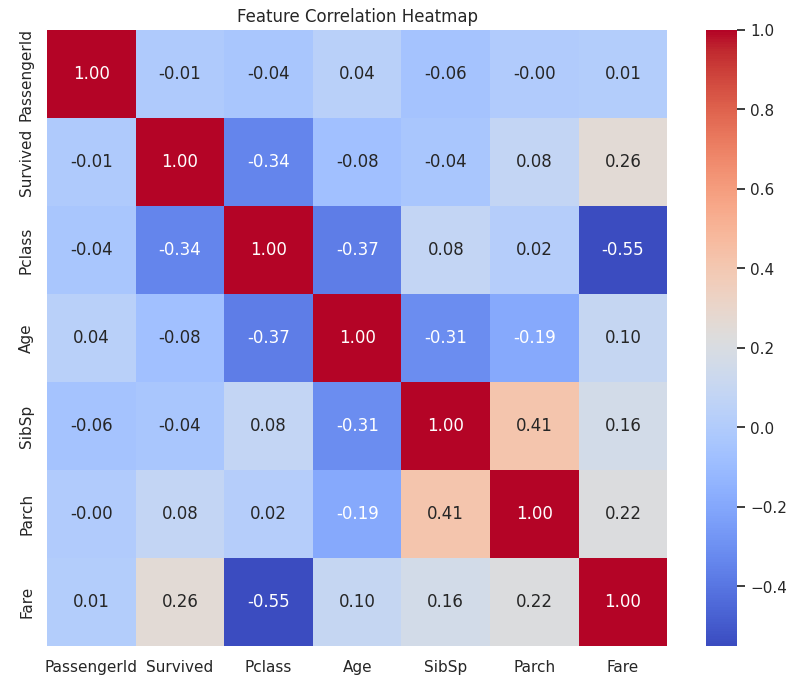 Feature Correlation Heatmap
PassengerId 1.00 -0.01 -0.04 0.04 -0.06 -0.00 0.01
Survived -0.01 1.00 -0.34 -0.08 -0.04 0.08 0.26
Pclass -0.04 -0.34 1.00 -0.37 0.08 0.02 -0.55
Age 0.04 -0.08 -0.37 1.00 -0.31 -0.19 0.10
SibSp -0.06 -0.04 0.08 -0.31 1.00 0.41 0.16
Parch -0.00 0.08 0.02 -0.19 0.41 1.00 0.22
Fare 0.01 0.26 -0.55 0.10 0.16 0.22 1.00
PassengerId Survived Pclass Age SibSp Parch Fare
1.0
0.8
0.6
0.4
0.2
0.0
−0.2
−0.4